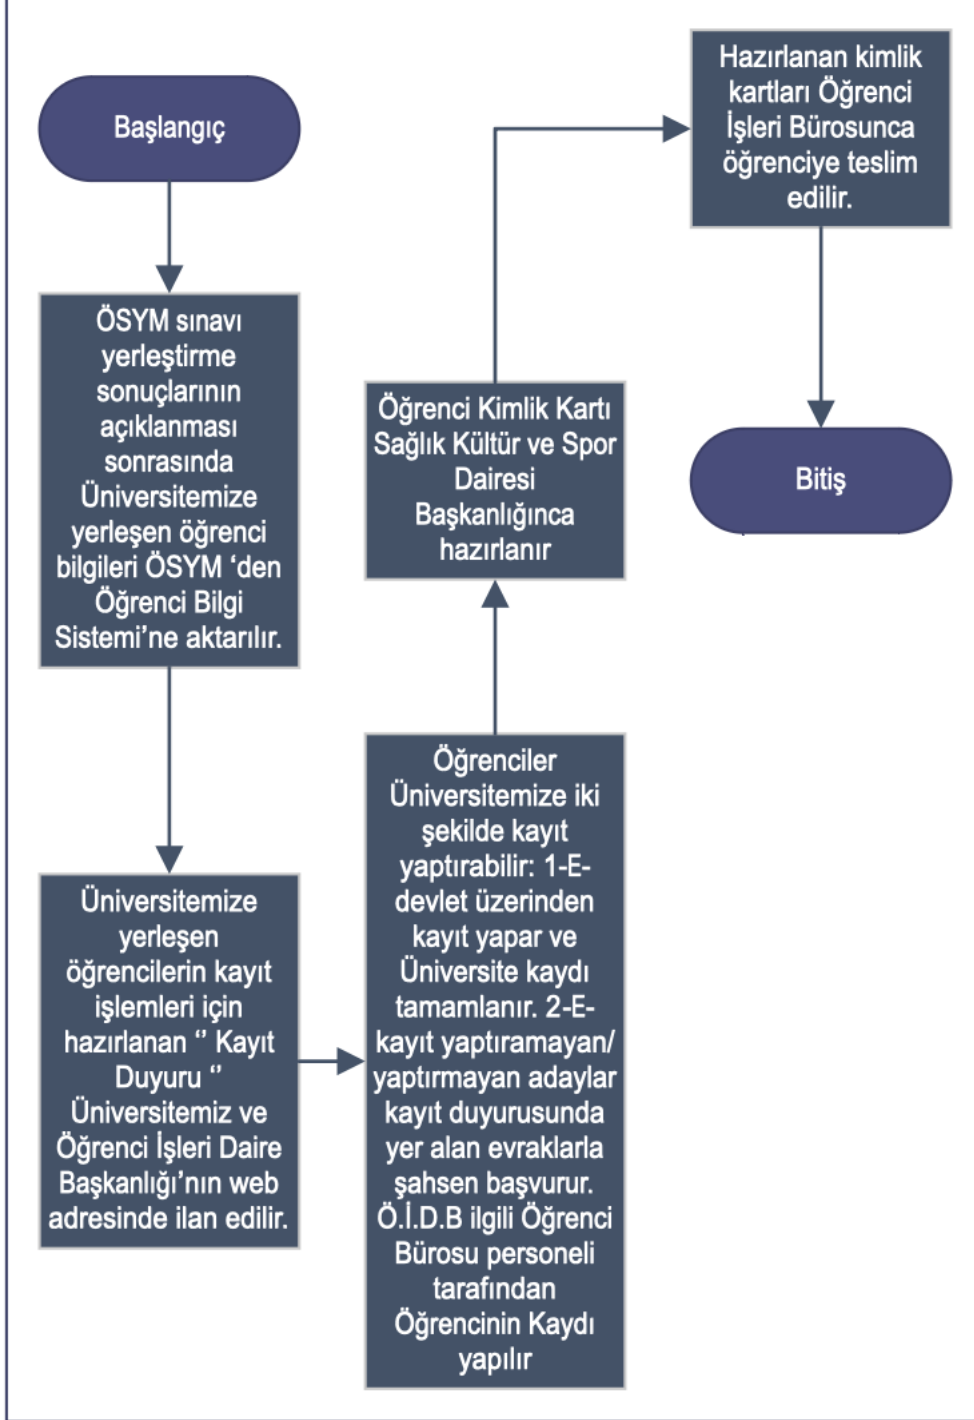 Başlangıç
ÖSYM sınavı
yerleştirme
sonuçlarının
açıklanması
sonrasında
Üniversitemize
yerleşen öğrenci
bilgileri ÖSYM ‘den
Öğrenci Bilgi
Sistemi’ne aktarılır.
Üniversitemize
yerleşen
öğrencilerin kayıt
işlemleri için
hazırlanan ‘’ Kayıt
Duyuru ‘’
Üniversitemiz ve
Öğrenci İşleri Daire
Başkanlığı’nın web
adresinde ilan edilir.
Öğrenciler
Üniversitemize iki
şekilde kayıt
yaptırabilir: 1-E-
devlet üzerinden
kayıt yapar ve
Üniversite kaydı
tamamlanır. 2-E-
kayıt yaptıramayan/
yaptırmayan adaylar
kayıt duyurusunda
yer alan evraklarla
şahsen başvurur.
Ö.İ.D.B ilgili Öğrenci
Bürosu personeli
tarafından
Öğrencinin Kaydı
yapılır
Öğrenci Kimlik Kartı
Sağlık Kültür ve Spor
Dairesi
Başkanlığınca
hazırlanır
Hazırlanan kimlik
kartları Öğrenci
İşleri Bürosunca
öğrenciye teslim
edilir.
Bitiş